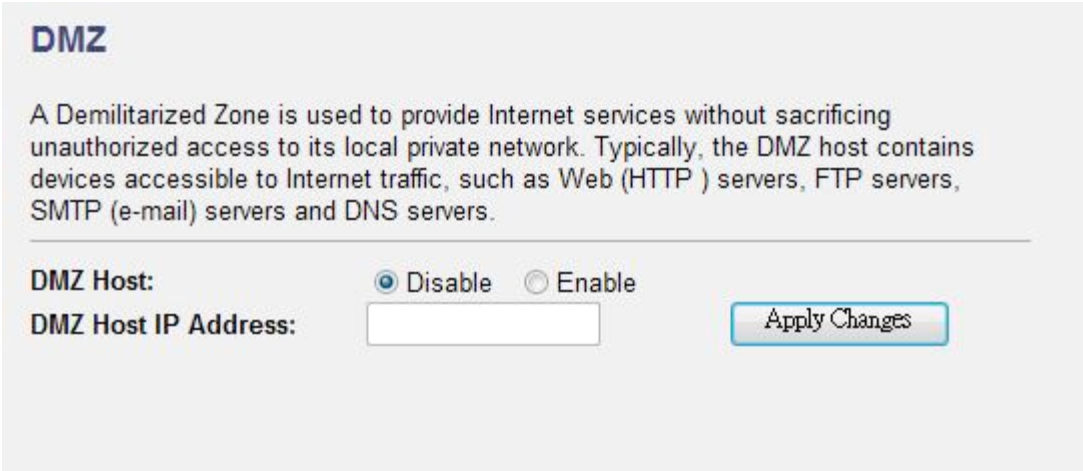 DMZ
A Demilitarized Zone is used to provide Internet services without sacrificing
unauthorized access to its local private network. Typically, the DMZ host contains
devices accessible to Internet traffic, such as Web (HTTP ) servers, FTP servers,
SMTP (e-mail) servers and DNS servers.
DMZ Host: Disable Enable
DMZ Host IP Address: Apply Changes